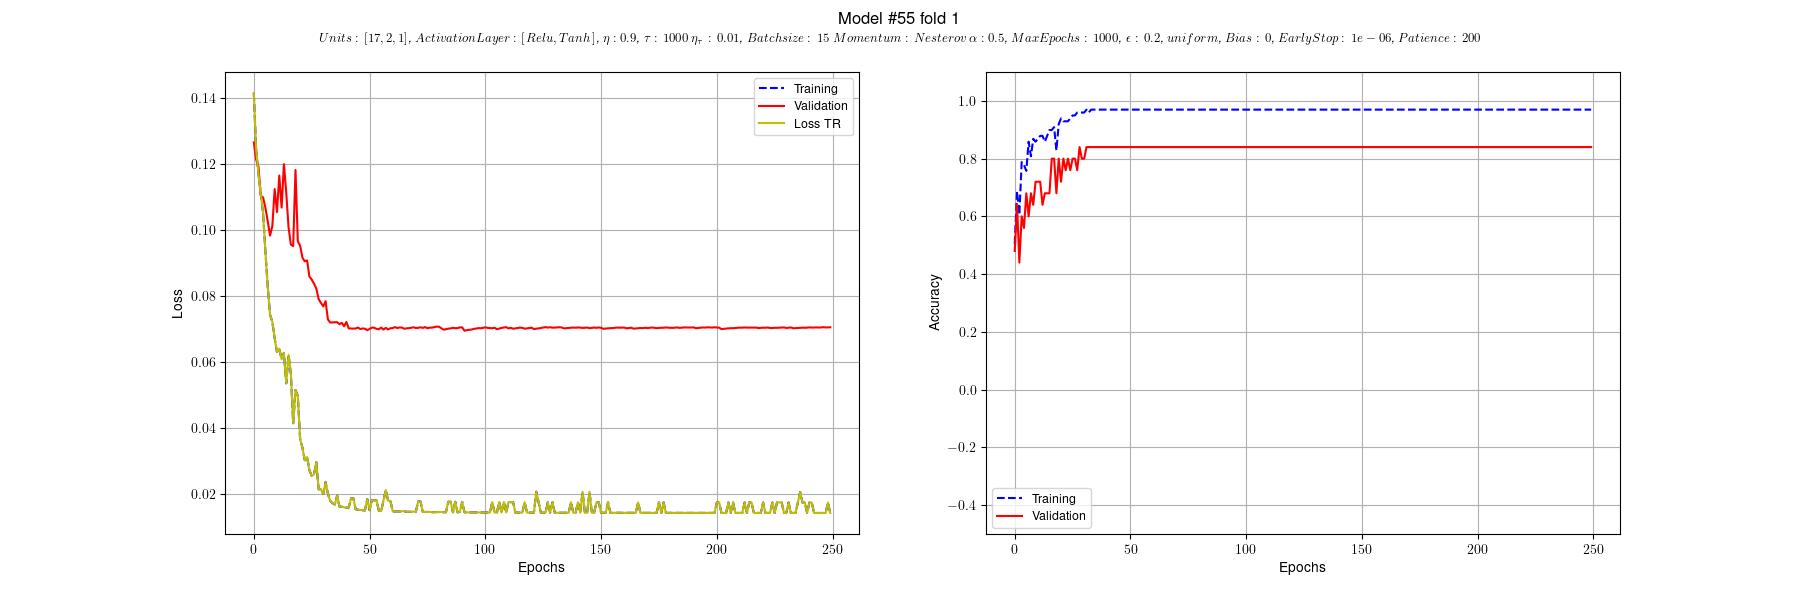 Model #55 fold 1
Units : [17, 2, 1], ActivationLayer : [Relu, Tanh], η : 0.9, τ : 1000 ητ : 0.01, Batchsize : 15 Momentum : Nesterov α : 0.5, MaxEpochs : 1000, ϵ : 0.2, uniform, Bias : 0, EarlyStop : 1e − 06, Patience : 200
Training
Validation
Loss TR
0.14
0.12
0.10
0.08
0.06
0.04
0.02
Loss
0
50
100
150
200
250
Epochs
1.0
0.8
0.6
0.4
0.2
0.0
−0.2
−0.4
Accuracy
Training
Validation
0
50
100
150
200
250
Epochs